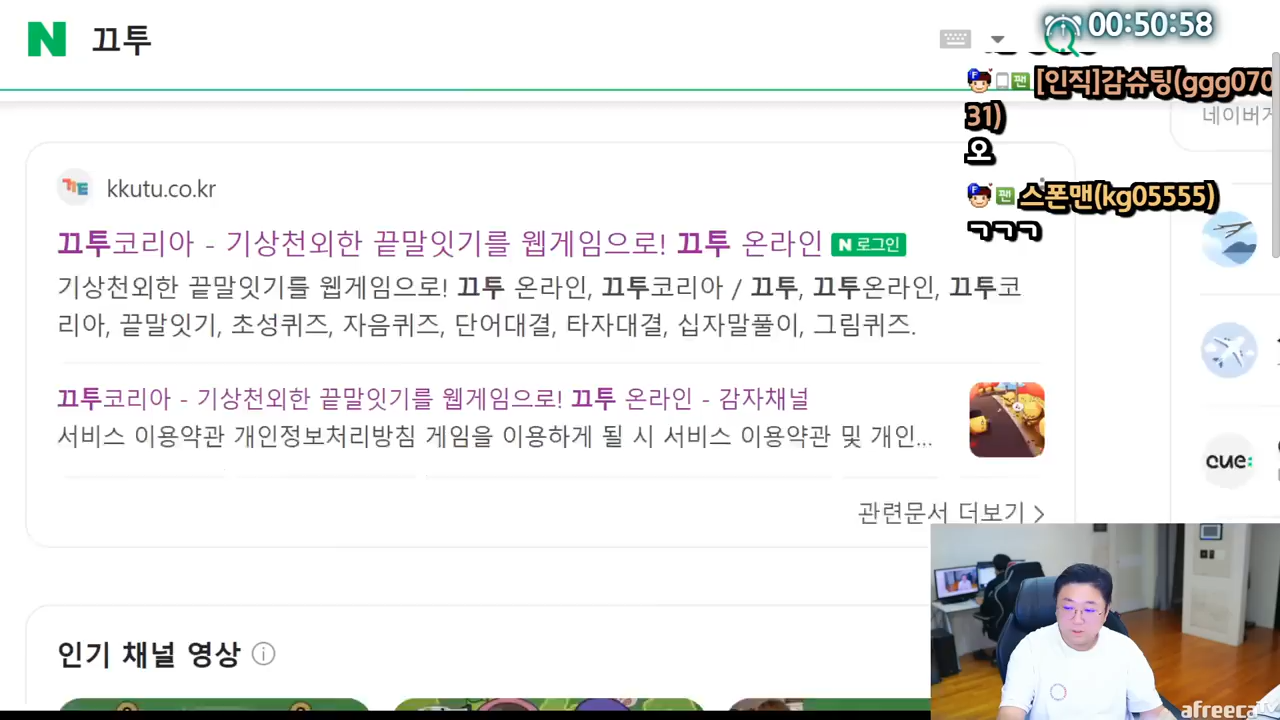 N 끄투
00:50:58
팬 [인직]감슈팅(ggg070
31)
오
네이버
팬 스폰맨(kg05555)
ㄱㄱㄱ
kkutu.co.kr
끄투코리아 - 기상천외한 끝말잇기를 웹게임으로! 끄투 온라인 N 로그인
기상천외한 끝말잇기를 웹게임으로! 끄투 온라인, 끄투코리아 / 끄투, 끄투온라인, 끄투코
리아, 끝말잇기, 초성퀴즈, 자음퀴즈, 단어대결, 타자대결, 십자말풀이, 그림퀴즈.
끄투코리아 - 기상천외한 끝말잇기를 웹게임으로! 끄투 온라인 - 감자채널
서비스 이용약관 개인정보처리방침 게임을 이용하게 될 시 서비스 이용약관 및 개인...
cue:
관련문서 더보기
인기 채널 영상
afreecaTV